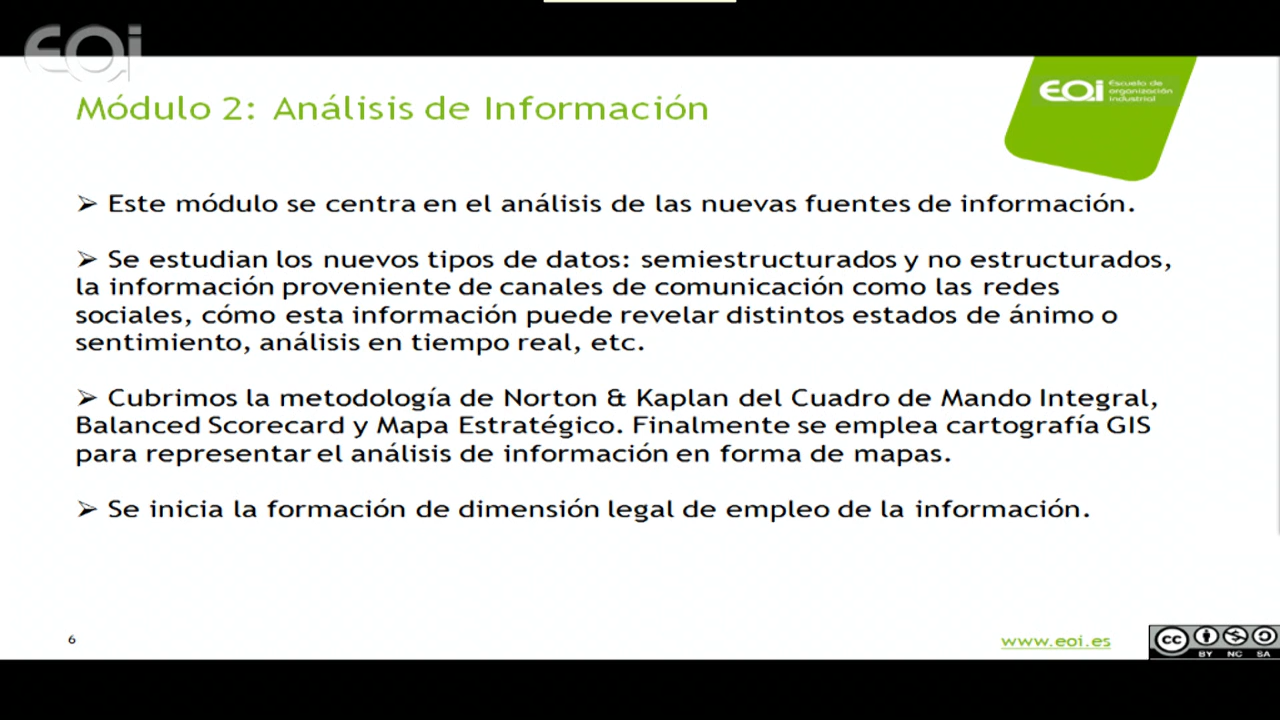 EOI
EOI Escuela de
organización
industrial
Módulo 2: Análisis de Información
➢ Este módulo se centra en el análisis de las nuevas fuentes de información.
➢ Se estudian los nuevos tipos de datos: semiestructurados y no estructurados,
la información proveniente de canales de comunicación como las redes
sociales, cómo esta información puede revelar distintos estados de ánimo o
sentimiento, análisis en tiempo real, etc.
➢ Cubrimos la metodología de Norton & Kaplan del Cuadro de Mando Integral,
Balanced Scorecard y Mapa Estratégico. Finalmente se emplea cartografía GIS
para representar el análisis de información en forma de mapas.
➢ Se inicia la formación de dimensión legal de empleo de la información.
6
www.eoi.es
cc
BY NC SA